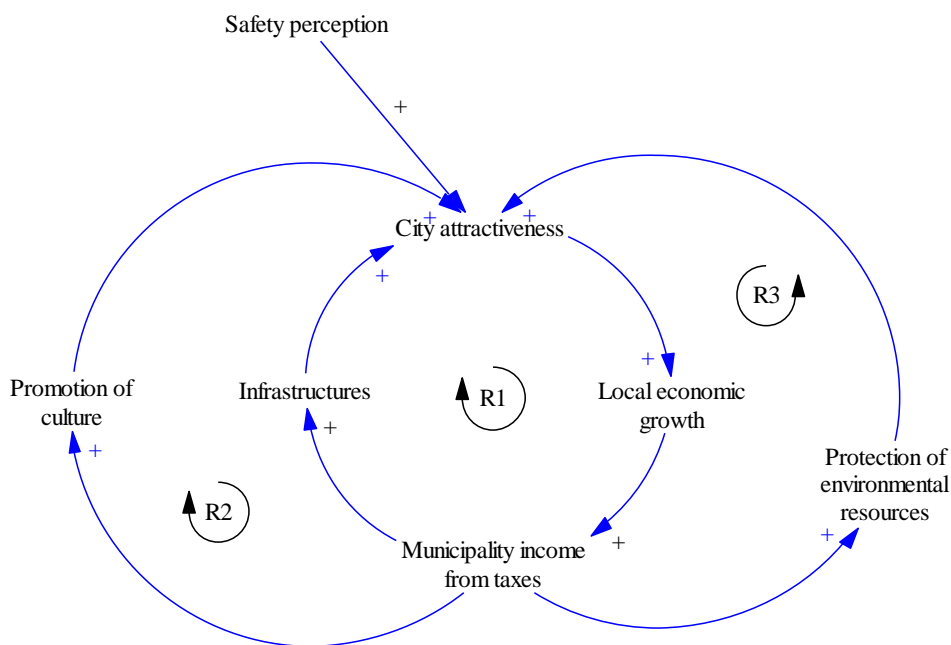 Safety perception
+
+
+
City attractiveness
+
R3
+
Promotion of
culture
Infrastructures
R1
Local economic
growth
+
+
Protection of
environmental
resources
R2
+
+
Municipality income
from taxes